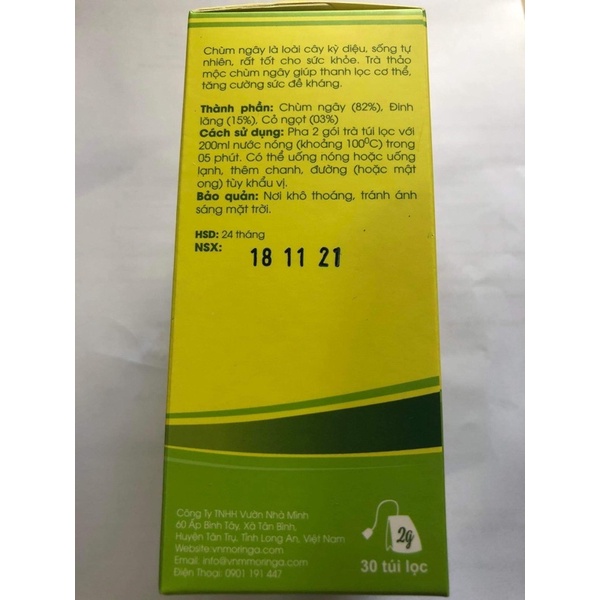 Chùm ngây là loài cây kỳ diệu, sống tự
nhiên, rất tốt cho sức khỏe. Trà thảo
mộc chùm ngây giúp thanh lọc cơ thể,
tăng cường sức đề kháng.
Thành phần: Chùm ngây (82%), Đinh
lăng (15%), Cỏ ngọt (03%)
Cách sử dụng: Pha 2 gói trà túi lọc với
200ml nước nóng (khoảng 100⁰C) trong
05 phút. Có thể uống nóng hoặc uống
lạnh, thêm chanh, đường (hoặc mật
ong) tùy khẩu vị.
Bảo quản: Nơi khô thoáng, tránh ánh
sáng mặt trời.
HSD: 24 tháng
NSX: 18 11 21
Công Ty TNHH Vườn Nhà Mình
60 Ấp Bình Tây, Xã Tân Bình,
Huyện Tân Trụ, Tỉnh Long An, Việt Nam
Website:vnmoringa.com
Email: info@vnmoringa.com
Điện Thoại: 0901 191 447
2g
30 túi lọc